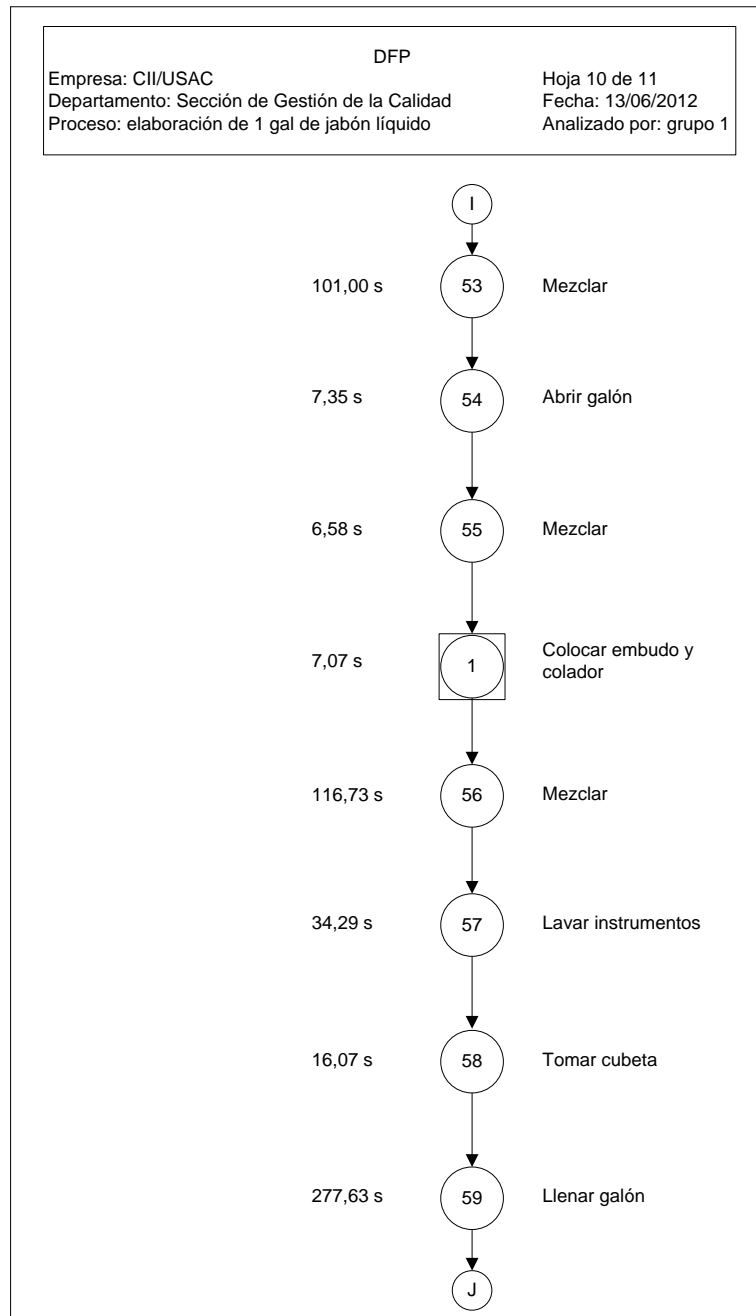 DFP
Empresa: CII/USAC Hoja 10 de 11
Departamento: Sección de Gestión de la Calidad Fecha: 13/06/2012
Proceso: elaboración de 1 gal de jabón líquido Analizado por: grupo 1
I
101,00 s 53 Mezclar
7,35 s 54 Abrir galón
6,58 s 55 Mezclar
7,07 s 1 Colocar embudo y
colador
116,73 s 56 Mezclar
34,29 s 57 Lavar instrumentos
16,07 s 58 Tomar cubeta
277,63 s 59 Llenar galón
J